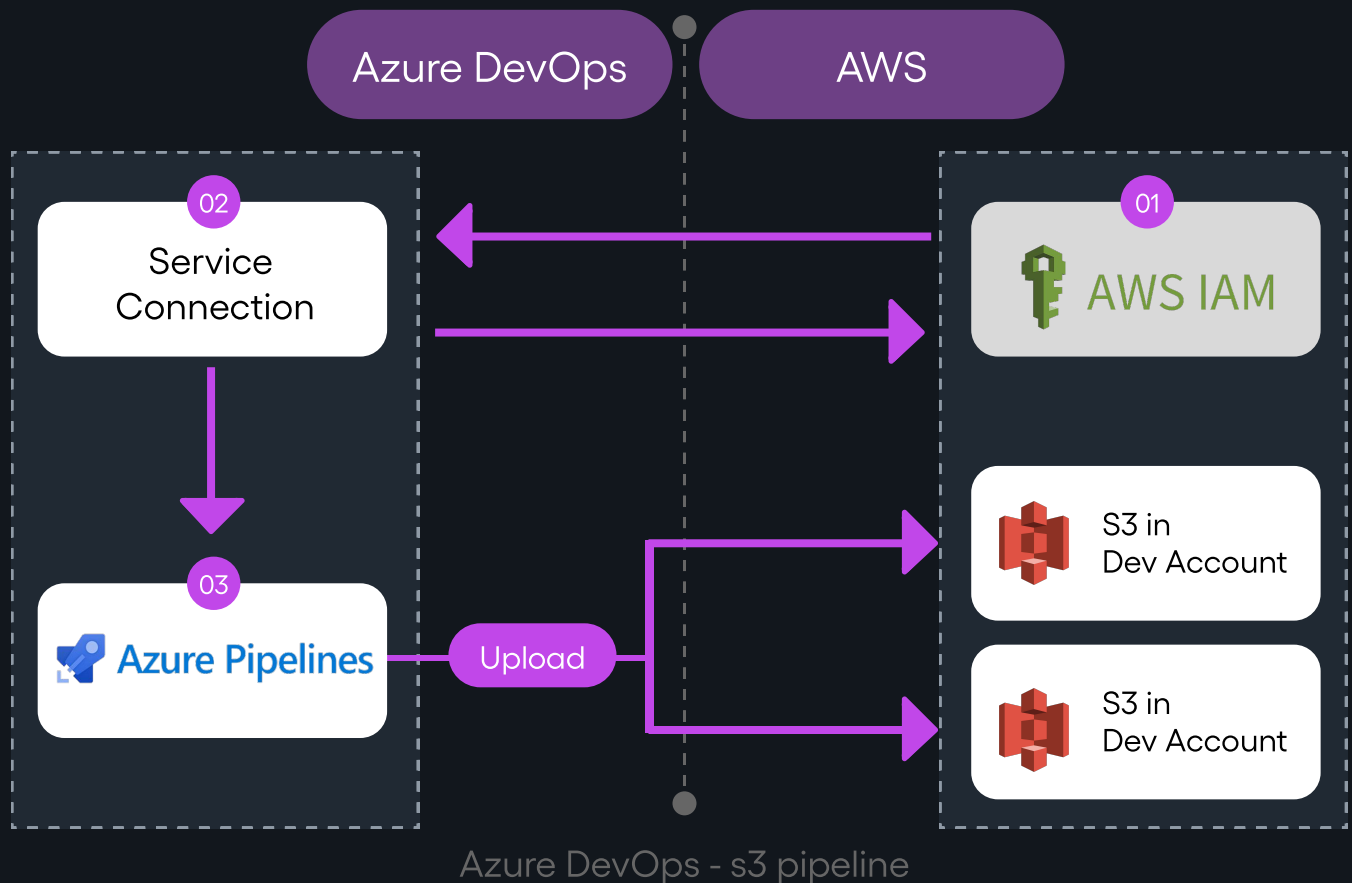 Azure DevOps
AWS
02
Service
Connection
01
AWS IAM
03
Azure Pipelines
Upload
S3 in
Dev Account
S3 in
Dev Account
Azure DevOps - s3 pipeline